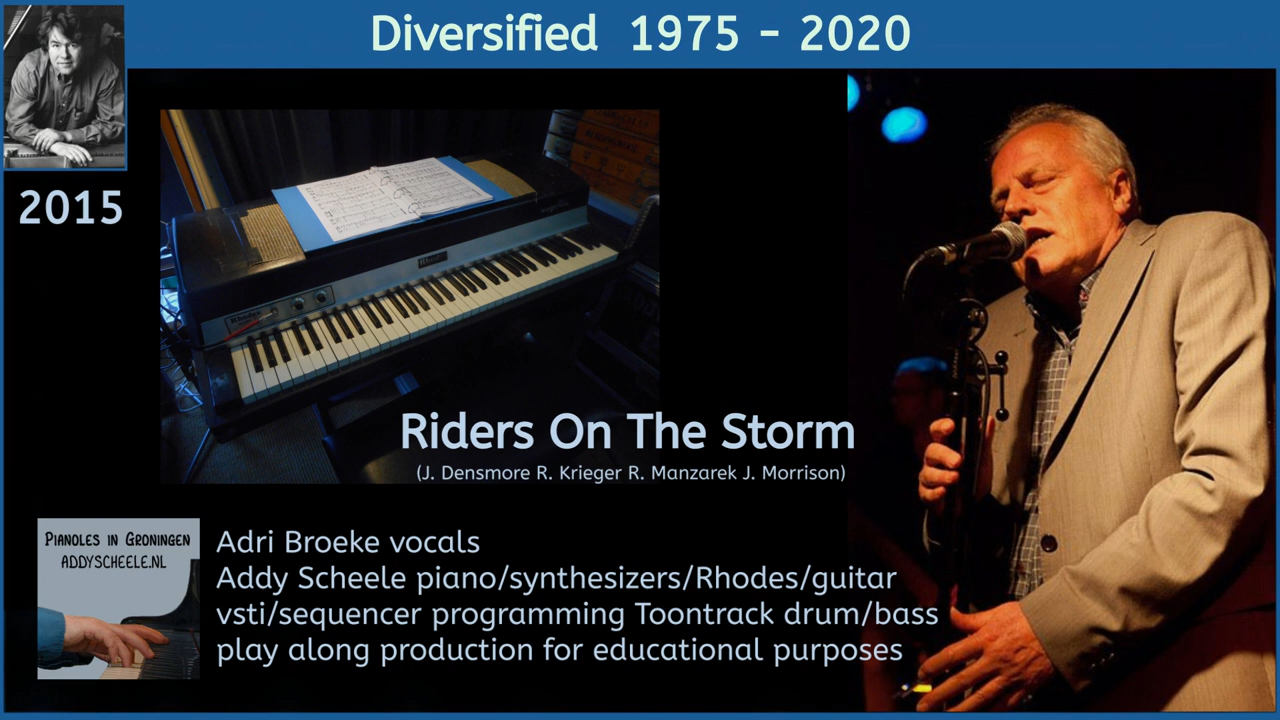 Diversified 1975 - 2020
2015
Rhodes
Riders On The Storm
(J. Densmore R. Krieger R. Manzarek J. Morrison)
PIANOLES IN GRONINGEN
ADDYSCHEELE.NL
Adri Broeke vocals
Addy Scheele piano/synthesizers/Rhodes/guitar
vsti/sequencer programming Toontrack drum/bass
play along production for educational purposes